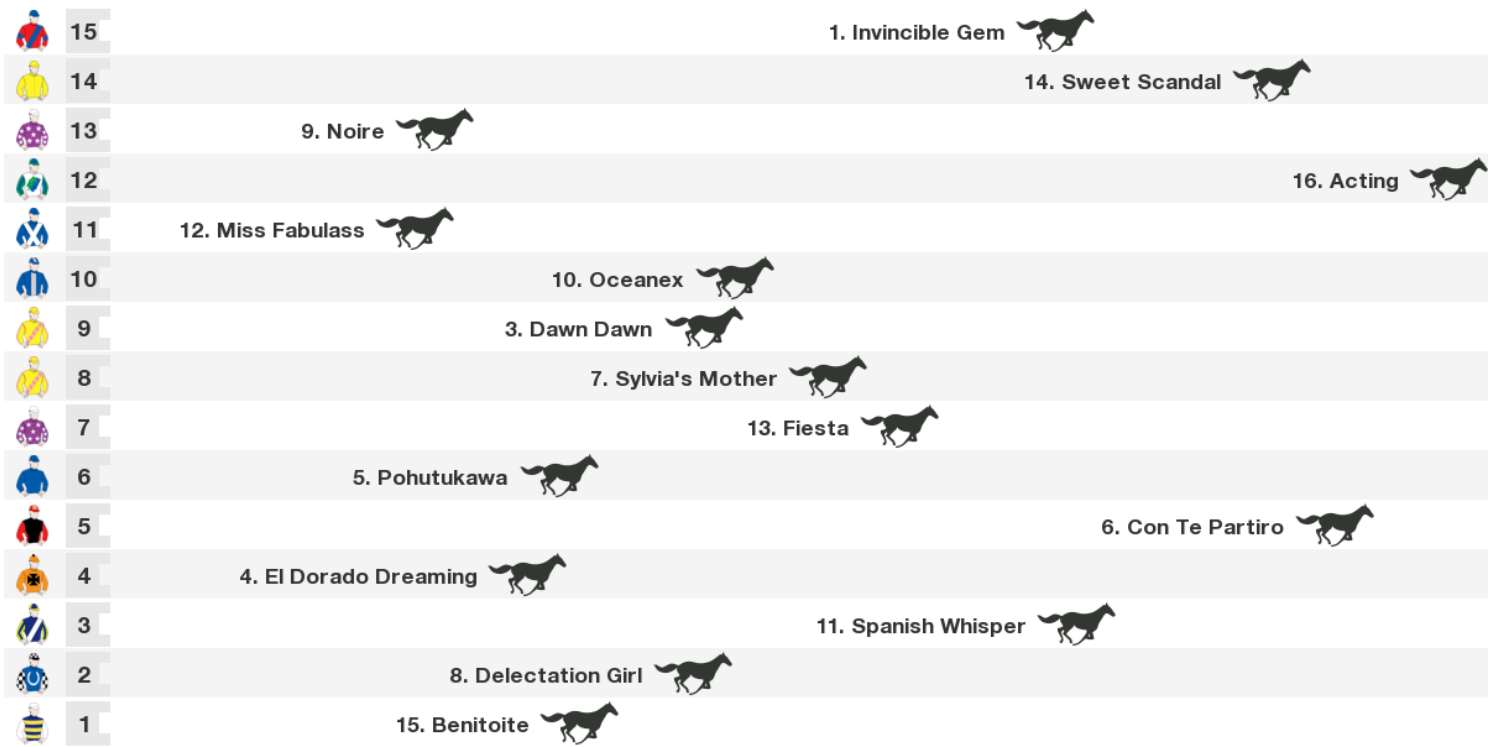 15 1. Invincible Gem
14 14. Sweet Scandal
13 9. Noire
12 16. Acting
11 12. Miss Fabulass
10 10. Oceanex
9 3. Dawn Dawn
8 7. Sylvia's Mother
7 13. Fiesta
6 5. Pohutukawa
5 6. Con Te Partiro
4 4. El Dorado Dreaming
3 11. Spanish Whisper
2 8. Delectation Girl
1 15. Benitoite